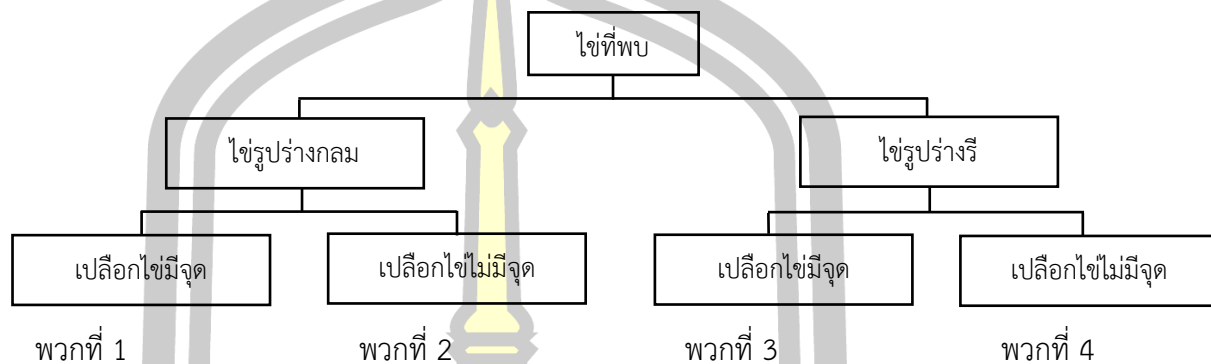 ไข่ที่พบ
ไข่รูปร่างกลม
ไข่รูปร่างรี
เปลือกไข่มีจุด
เปลือกไข่ไม่มีจุด
เปลือกไข่มีจุด
เปลือกไข่ไม่มีจุด
พวกที่ 1
พวกที่ 2
พวกที่ 3
พวกที่ 4